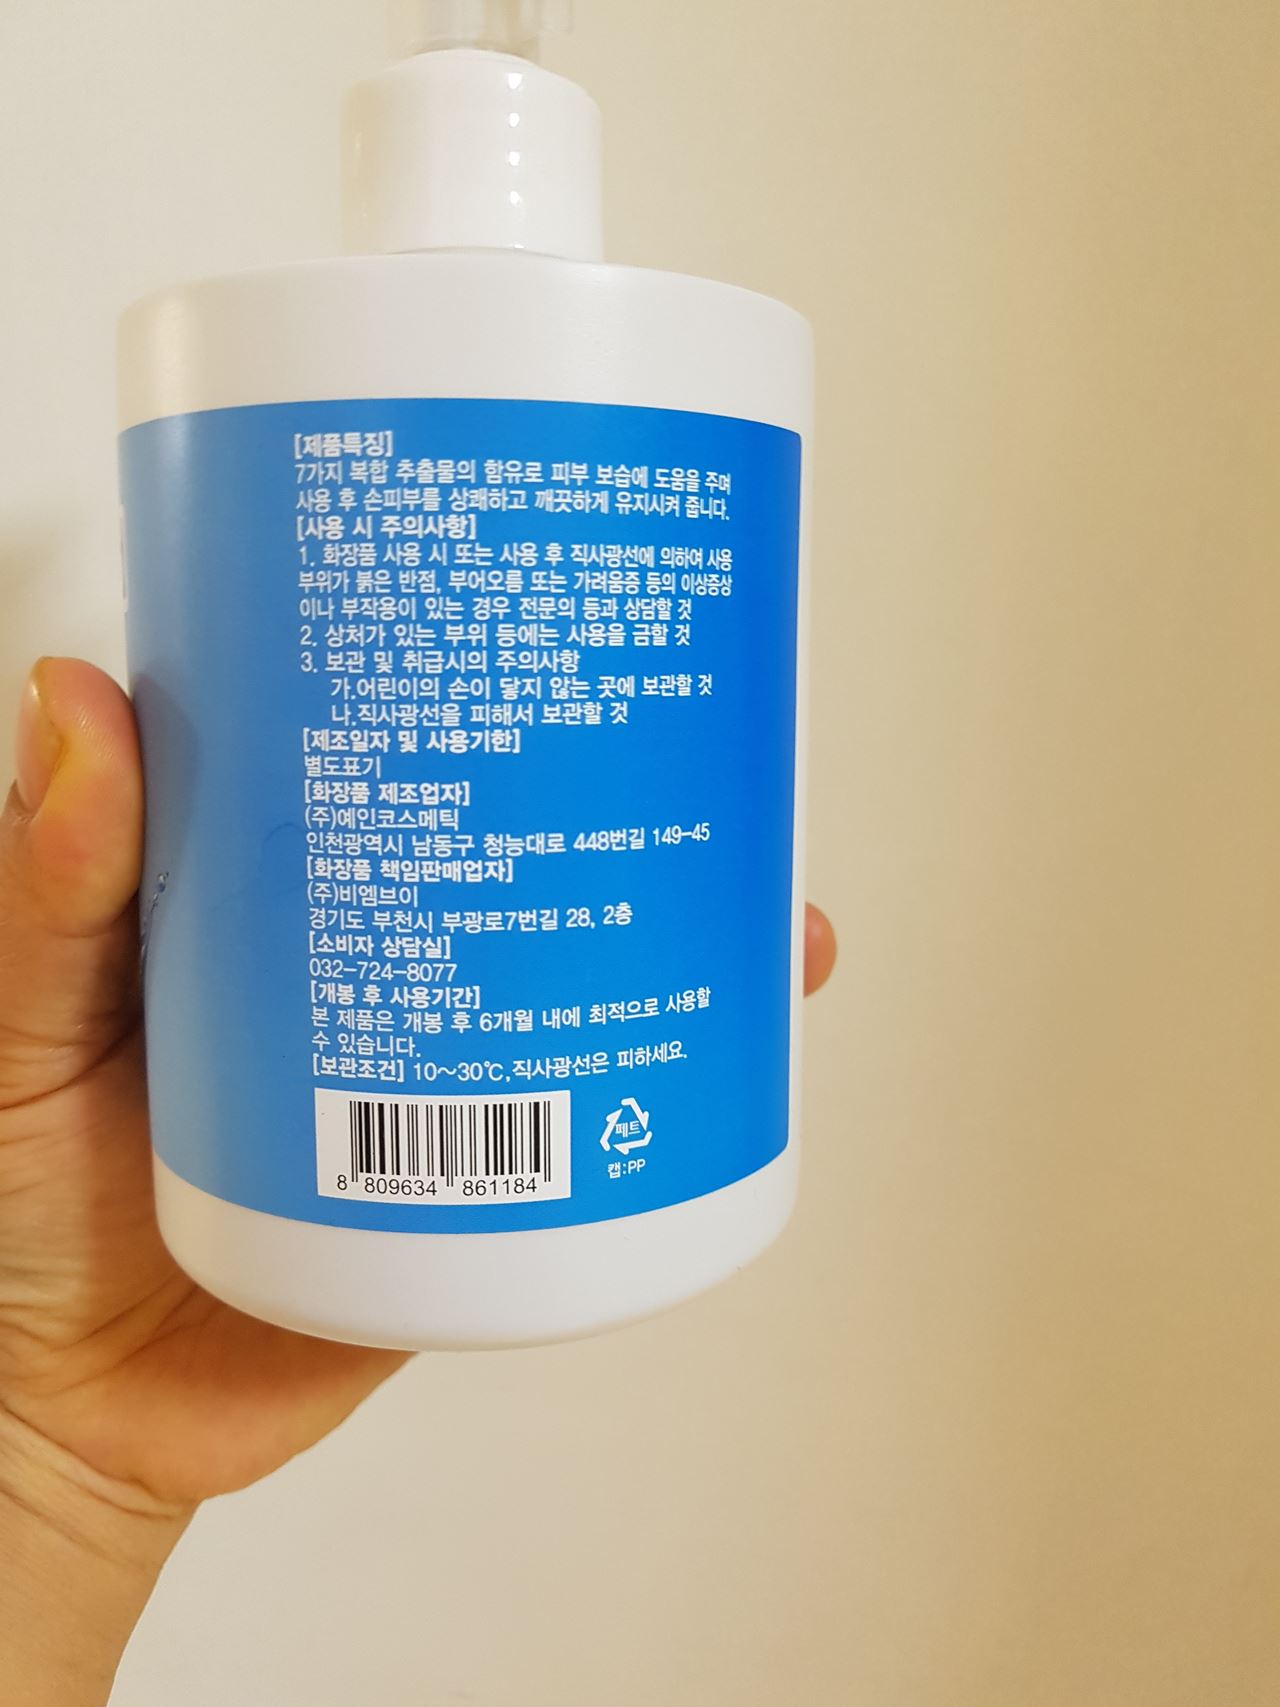 [제품특징]
7가지 복합 추출물의 함유로 피부 보습에 도움을 주며
사용 후 손피부를 상쾌하고 깨끗하게 유지시켜 줍니다.
[사용 시 주의사항]
1. 화장품 사용 시 또는 사용 후 직사광선에 의하여 사용
부위가 붉은 반점, 부어오름 또는 가려움증 등의 이상증상
이나 부작용이 있는 경우 전문의 등과 상담할 것
2. 상처가 있는 부위 등에는 사용을 금할 것
3. 보관 및 취급시의 주의사항
가.어린이의 손이 닿지 않는 곳에 보관할 것
나.직사광선을 피해서 보관할 것
[제조일자 및 사용기한]
별도표기
[화장품 제조업자]
(주)예인코스메틱
인천광역시 남동구 청능대로 448번길 149-45
[화장품 책임판매업자]
(주)비엠브이
경기도 부천시 부광로7번길 28, 2층
[소비자 상담실]
032-724-8077
[개봉 후 사용기간]
본 제품은 개봉 후 6개월 내에 최적으로 사용할
수 있습니다.
[보관조건] 10~30℃,직사광선은 피하세요.
페트
캡:PP
8 809634 861184